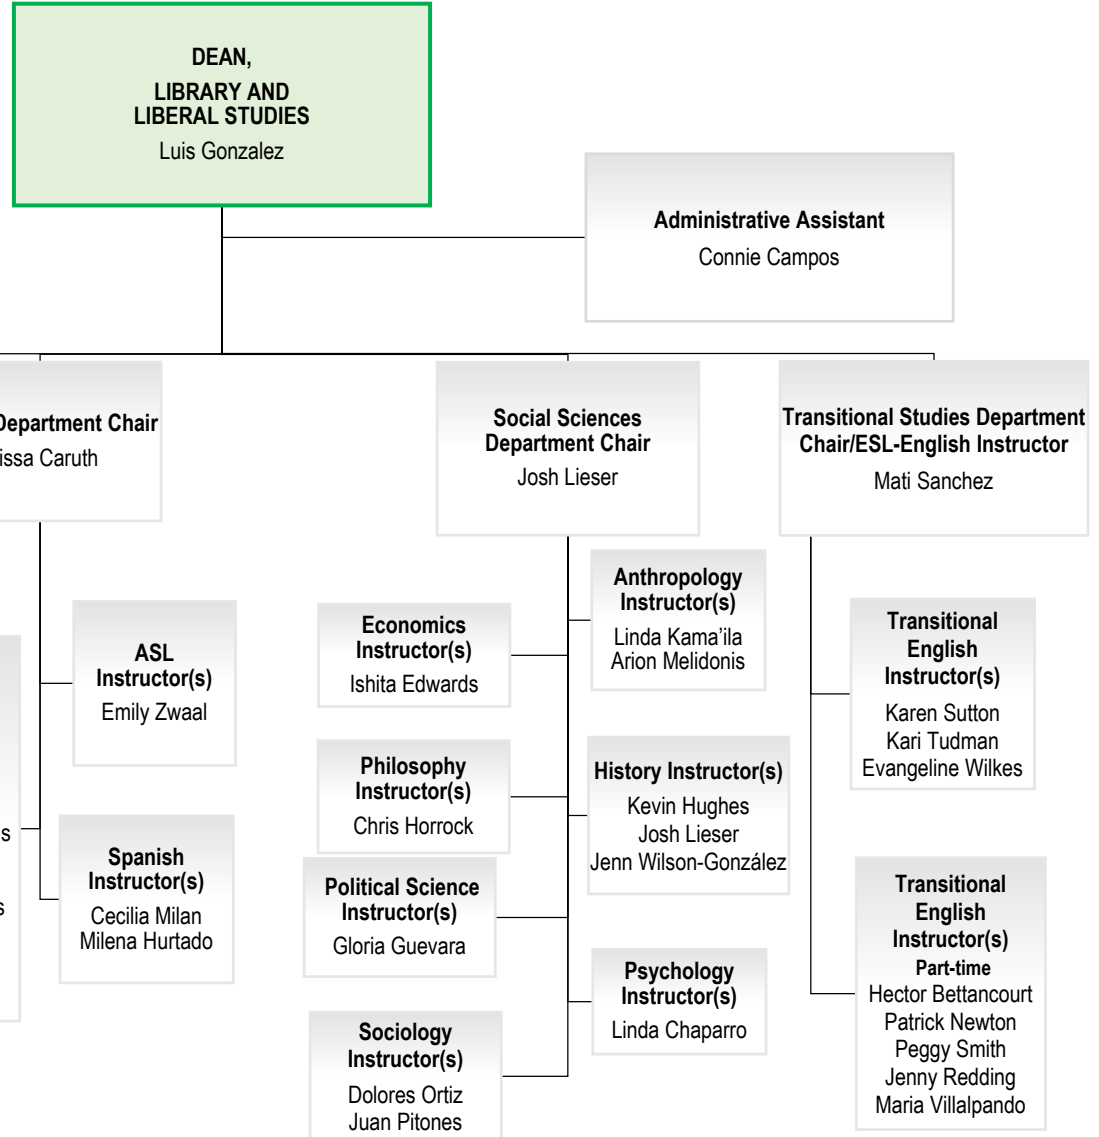 DEAN,
LIBRARY AND
LIBERAL STUDIES
Luis Gonzalez
Administrative Assistant
Connie Campos
Department Chair
issa Caruth
Social Sciences
Department Chair
Josh Lieser
Transitional Studies Department
Chair/ESL-English Instructor
Mati Sanchez
ASL
Instructor(s)
Emily Zwaal
Spanish
Instructor(s)
Cecilia Milan
Milena Hurtado
Economics
Instructor(s)
Ishita Edwards
Philosophy
Instructor(s)
Chris Horrock
Political Science
Instructor(s)
Gloria Guevara
Sociology
Instructor(s)
Dolores Ortiz
Juan Pitones
Anthropology
Instructor(s)
Linda Kama’ila
Arion Melidonis
History Instructor(s)
Kevin Hughes
Josh Lieser
Jenn Wilson-González
Psychology
Instructor(s)
Linda Chaparro
Transitional
English
Instructor(s)
Karen Sutton
Kari Tudman
Evangeline Wilkes
Transitional
English
Instructor(s)
Part-time
Hector Bettancourt
Patrick Newton
Peggy Smith
Jenny Redding
Maria Villalpando